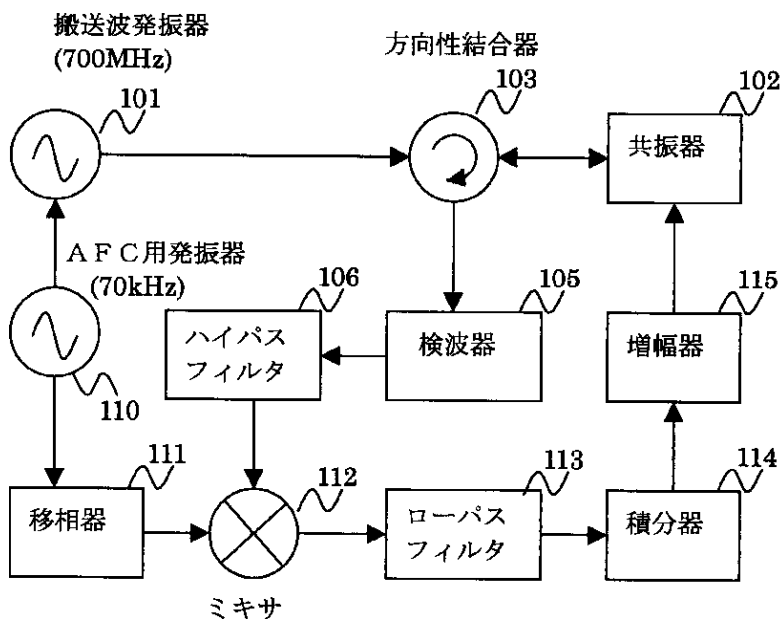 搬送波発振器
(700MHz)
方向性結合器
101
103
102
共振器
AFC用発振器
(70kHz)
106
105
115
ハイパス
フィルタ
検波器
増幅器
110
111
112
113
114
移相器
ローパス
フィルタ
積分器
ミキサ